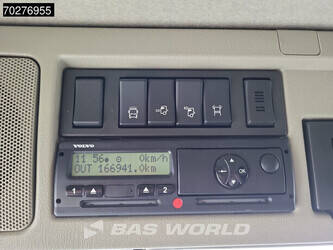 70276955
VOLVO
11 56 0km/h
OUT 166941.0km
1 2
OK
BAS WORLD